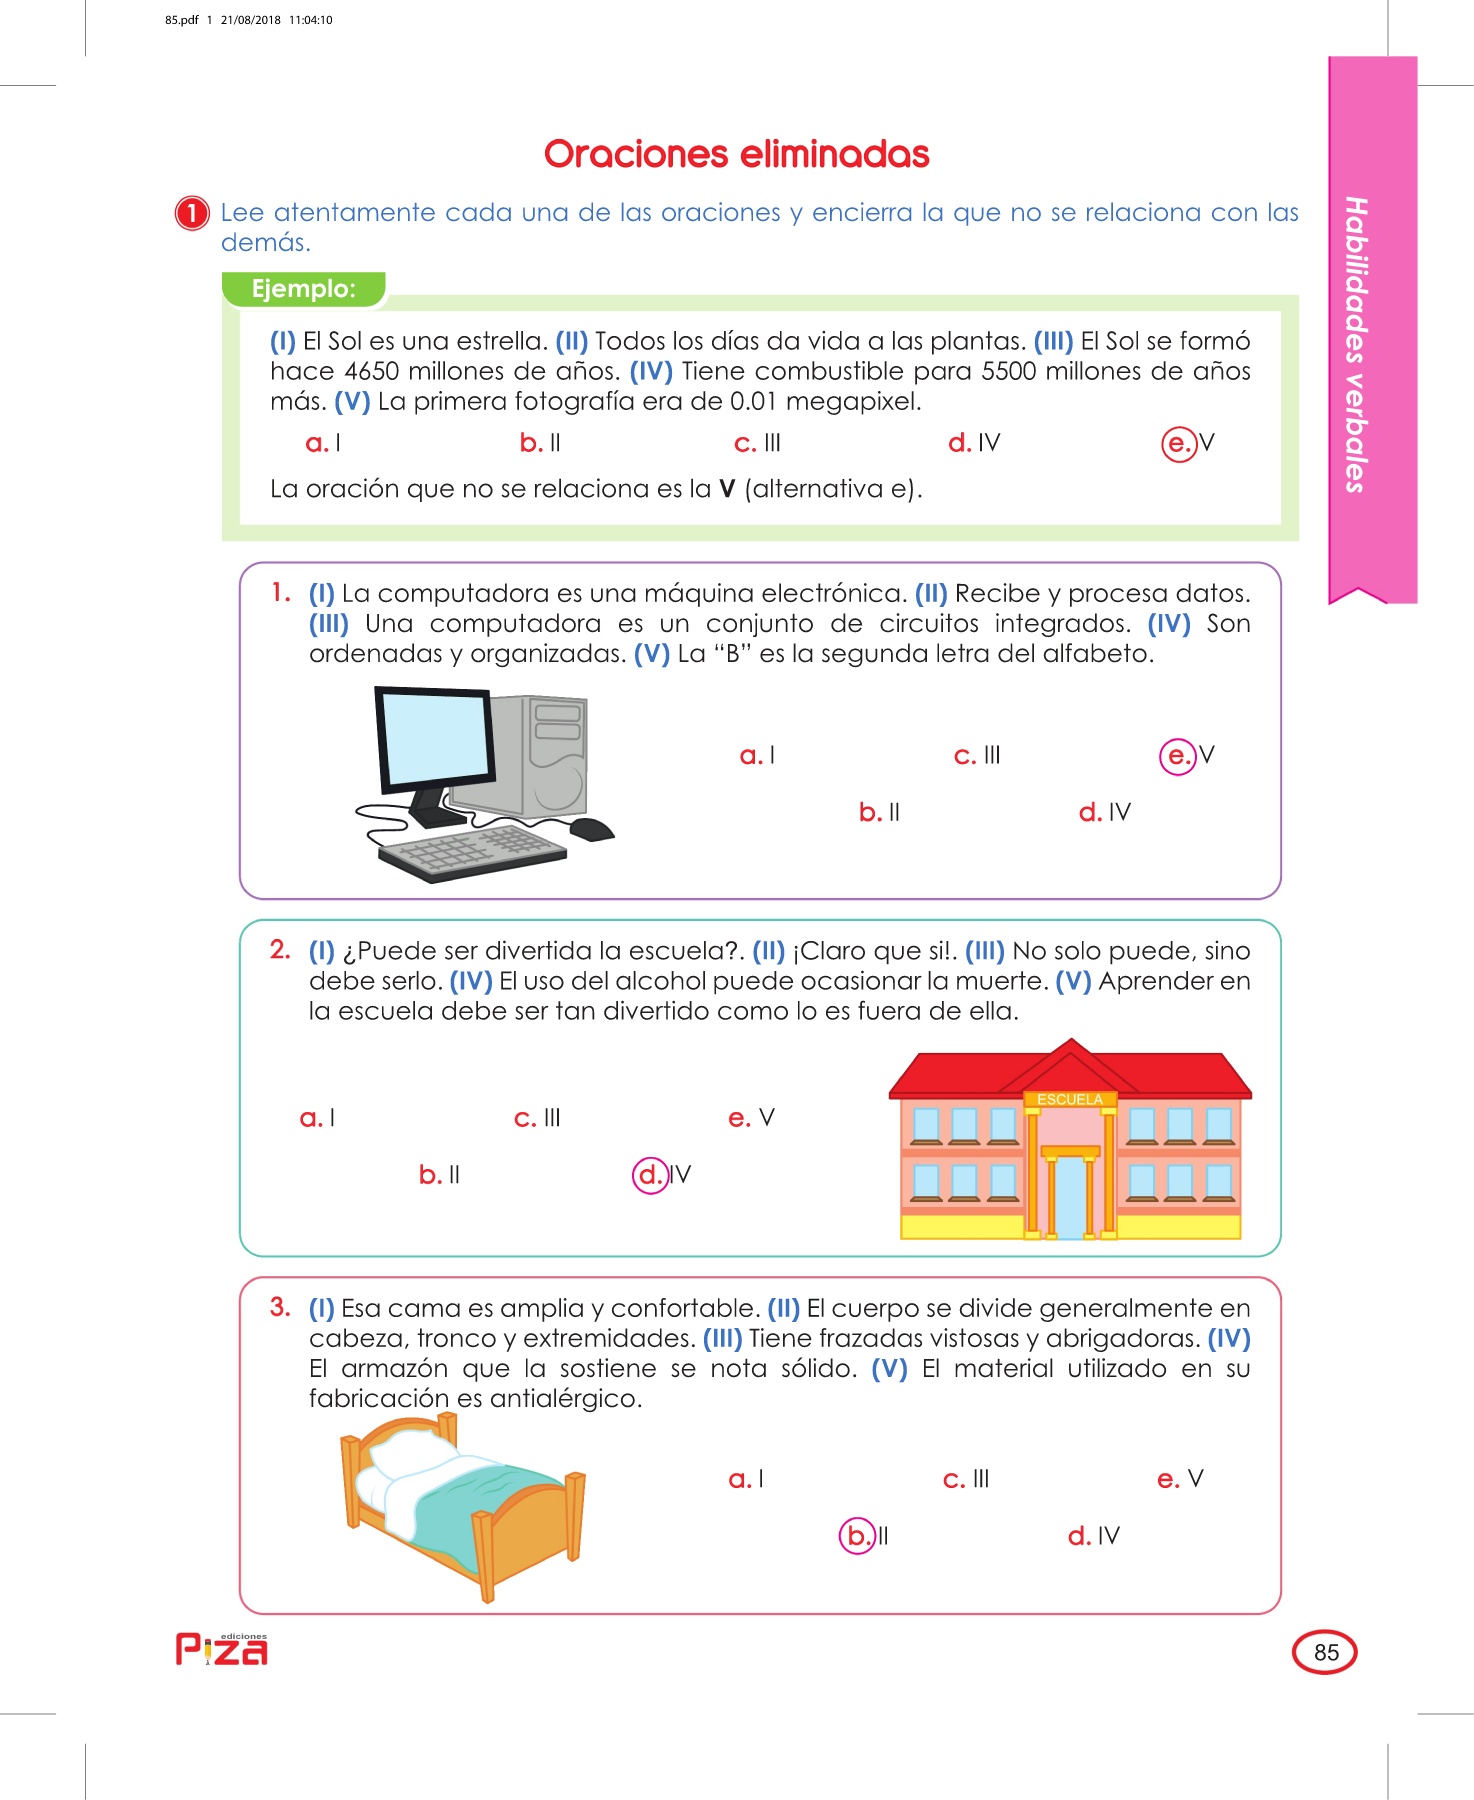 85.pdf 1 21/08/2018 11:04:10
Habilidades verbales
Oraciones eliminadas
1 Lee atentamente cada una de las oraciones y encierra la que no se relaciona con las
demás.
Ejemplo:
(I) El Sol es una estrella. (II) Todos los días da vida a las plantas. (III) El Sol se formó
hace 4650 millones de años. (IV) Tiene combustible para 5500 millones de años
más. (V) La primera fotografía era de 0.01 megapixel.
a. I b. II c. III d. IV e. V
La oración que no se relaciona es la V (alternativa e).
1. (I) La computadora es una máquina electrónica. (II) Recibe y procesa datos.
(III) Una computadora es un conjunto de circuitos integrados. (IV) Son
ordenadas y organizadas. (V) La “B” es la segunda letra del alfabeto.
a. I c. III e. V
b. II d. IV
2. (I) ¿Puede ser divertida la escuela?. (II) ¡Claro que si!. (III) No solo puede, sino
debe serlo. (IV) El uso del alcohol puede ocasionar la muerte. (V) Aprender en
la escuela debe ser tan divertido como lo es fuera de ella.
ESCUELA
a. I c. III e. V
b. II d. IV
3. (I) Esa cama es amplia y confortable. (II) El cuerpo se divide generalmente en
cabeza, tronco y extremidades. (III) Tiene frazadas vistosas y abrigadoras. (IV)
El armazón que la sostiene se nota sólido. (V) El material utilizado en su
fabricación es antialérgico.
a. I c. III e. V
b. II d. IV
ediciones
Piza
85